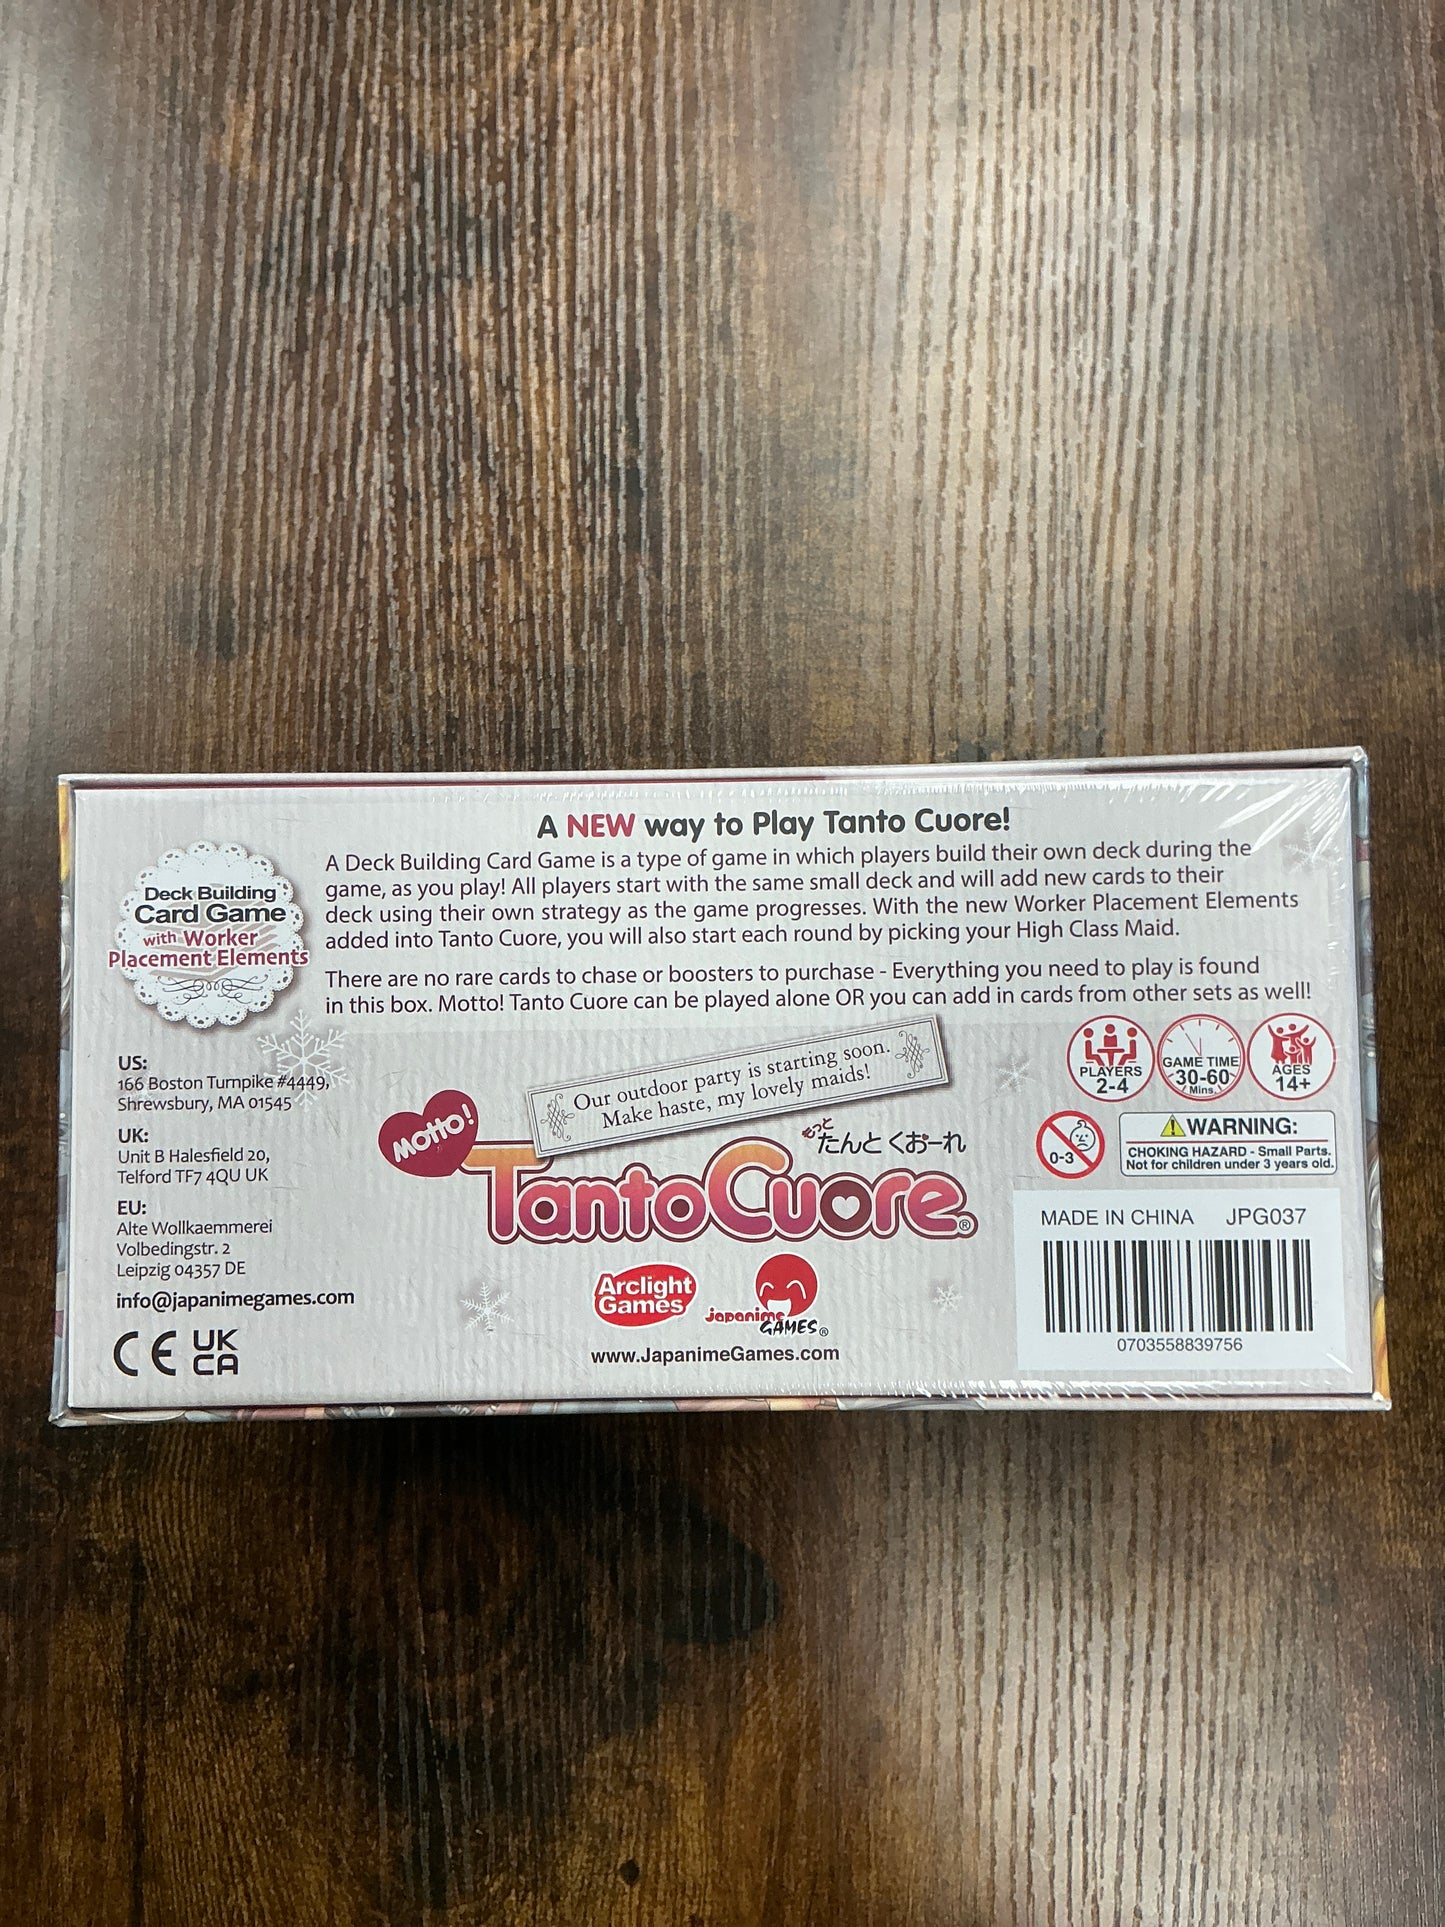 A NEW way to Play Tanto Cuore!
A Deck Building Card Game is a type of game in which players build their own deck during the
game, as you play! All players start with the same small deck and will add new cards to their
deck using their own strategy as the game progresses. With the new Worker Placement Elements
added into Tanto Cuore, you will also start each round by picking your High Class Maid.
There are no rare cards to chase or boosters to purchase - Everything you need to play is found
in this box. Motto! Tanto Cuore can be played alone OR you can add in cards from other sets as well!
Deck Building
Card Game
with Worker
Placement Elements
US:
166 Boston Turnpike #4449,
Shrewsbury, MA 01545
UK:
Unit B Halesfield 20,
Telford TF7 4QU UK
EU:
Alte Wollkaemmerei
Volbedingstr. 2
Leipzig 04357 DE
info@japanimegames.com
CE UK
CA
Our outdoor party is starting soon.
Make haste, my lovely maids!
Motto!
もっと
たんとくおーれ
TantoCuore®
Arclight
Games
japanime
GAMES®
www.JapanimeGames.com
PLAYERS
2-4
GAME TIME
30-60
Mins.
AGES
14+
0-3
WARNING:
CHOKING HAZARD - Small Parts.
Not for children under 3 years old.
MADE IN CHINA JPG037
0703558839756